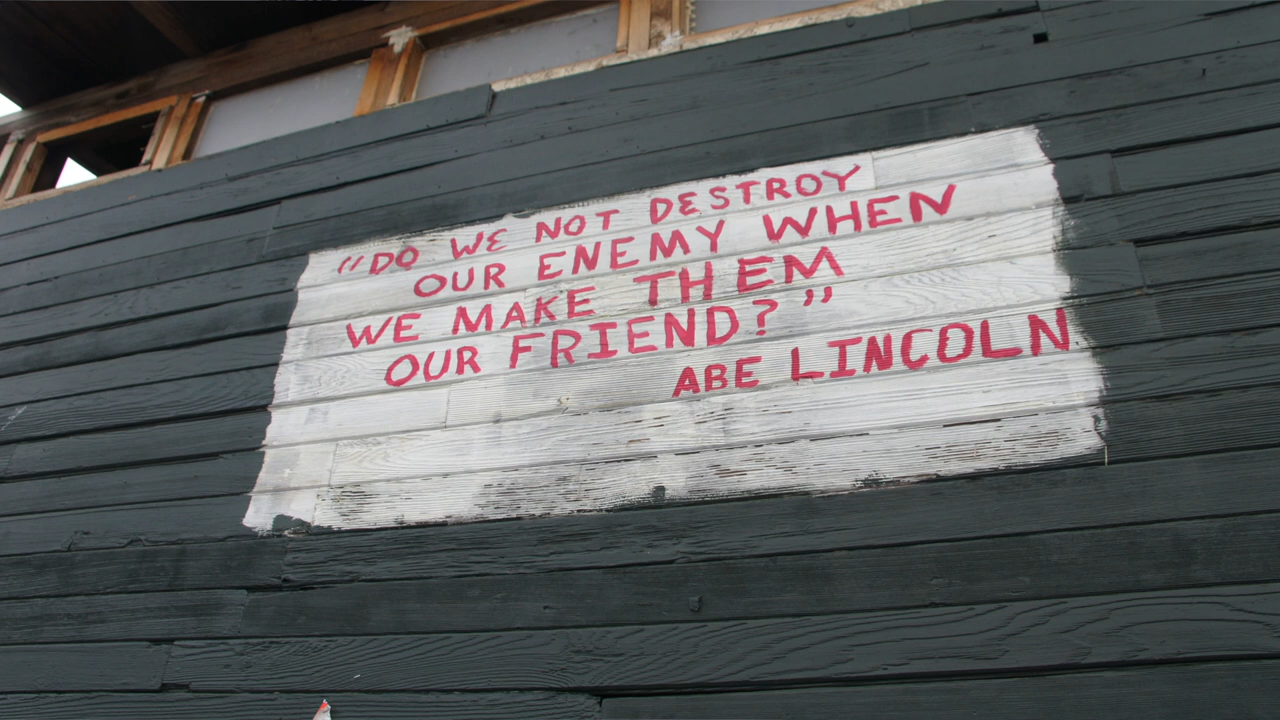 "DO WE NOT DESTROY
OUR ENEMY WHEN
WE MAKE THEM
OUR FRIEND?"
ABE LINCOLN